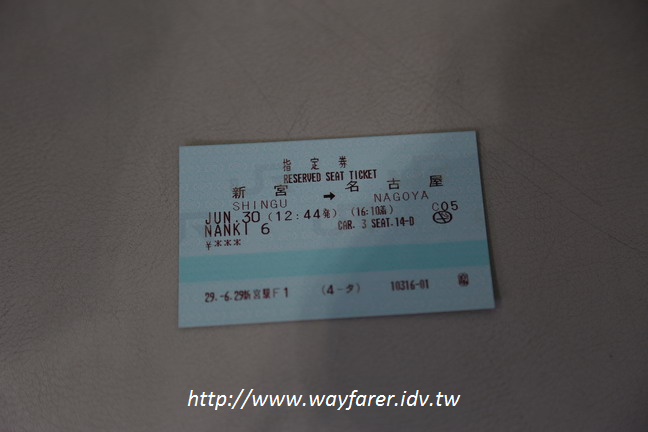 指定券
RESERVED SEAT TICKET
新宮 → 名古屋
SHINGU NAGOYA
JUN.30 (12:44発) (16:10着) C05
NANKI 6 CAR. 3 SEAT.14-D
¥***
29.-6.29新宮駅F1 (4-タ) 10316-01
http://www.wayfarer.idv.tw